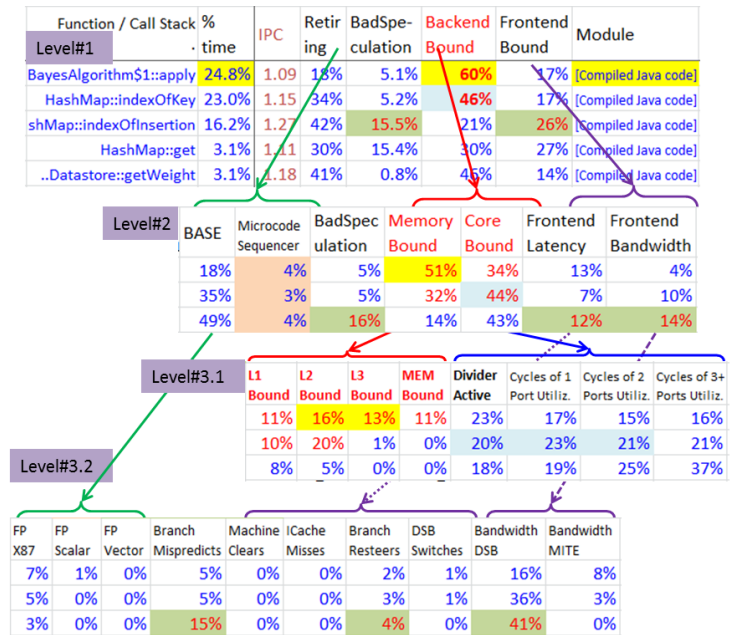 Function / Call Stack % time IPC Retiring BadSpe-culation Backend Bound Frontend Bound Module
Level#1
BayesAlgorithm$1::apply 24.8% 1.09 18% 5.1% 60% 17% [Compiled Java code]
HashMap::indexOfKey 23.0% 1.15 34% 5.2% 46% 17% [Compiled Java code]
shMap::indexOfInsertion 16.2% 1.27 42% 15.5% 21% 26% [Compiled Java code]
HashMap::get 3.1% 1.11 30% 15.4% 30% 27% [Compiled Java code]
..Datastore::getWeight 3.1% 1.18 41% 0.8% 45% 14% [Compiled Java code]
Level#2
BASE Microcode Sequencer BadSpeculation Memory Bound Core Bound Frontend Latency Frontend Bandwidth
18% 4% 5% 51% 34% 13% 4%
35% 3% 5% 32% 44% 7% 10%
49% 4% 16% 14% 43% 12% 14%
Level#3.1
L1 Bound L2 Bound L3 Bound MEM Bound Divider Active Cycles of 1 Port Utiliz. Cycles of 2 Ports Utiliz. Cycles of 3+ Ports Utiliz.
11% 16% 13% 11% 23% 17% 15% 16%
10% 20% 1% 0% 20% 23% 21% 21%
8% 5% 0% 0% 18% 19% 25% 37%
Level#3.2
FP X87 FP Scalar FP Vector Branch Mispredicts Machine Clears ICache Misses Branch Resteers DSB Switches Bandwidth DSB Bandwidth MITE
7% 1% 0% 5% 0% 0% 2% 1% 16% 8%
5% 0% 0% 5% 0% 0% 3% 1% 36% 3%
3% 0% 0% 15% 0% 0% 4% 0% 41% 0%